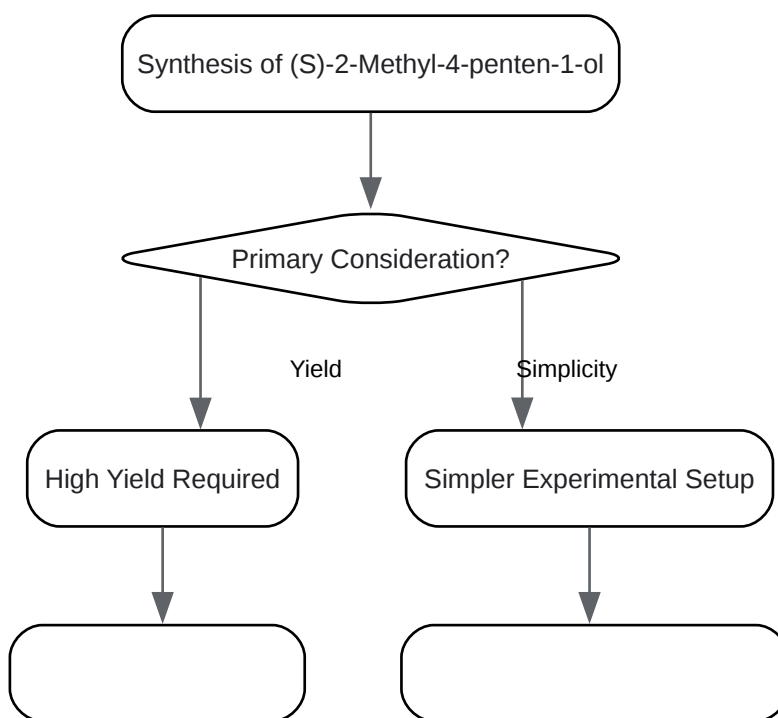 Synthesis of (S)-2-Methyl-4-penten-1-ol
Primary Consideration?
Yield
Simplicity
High Yield Required
Simpler Experimental Setup